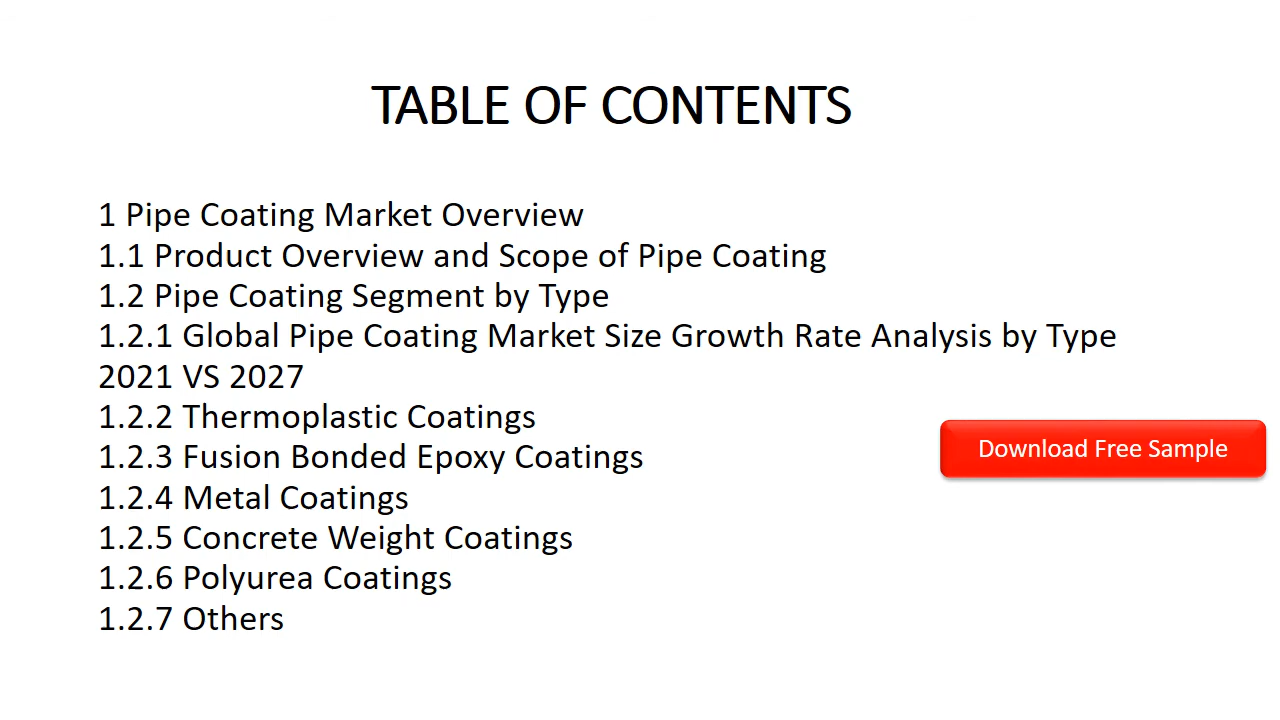 TABLE OF CONTENTS
1 Pipe Coating Market Overview
1.1 Product Overview and Scope of Pipe Coating
1.2 Pipe Coating Segment by Type
1.2.1 Global Pipe Coating Market Size Growth Rate Analysis by Type
2021 VS 2027
1.2.2 Thermoplastic Coatings
1.2.3 Fusion Bonded Epoxy Coatings
1.2.4 Metal Coatings
1.2.5 Concrete Weight Coatings
1.2.6 Polyurea Coatings
1.2.7 Others
Download Free Sample